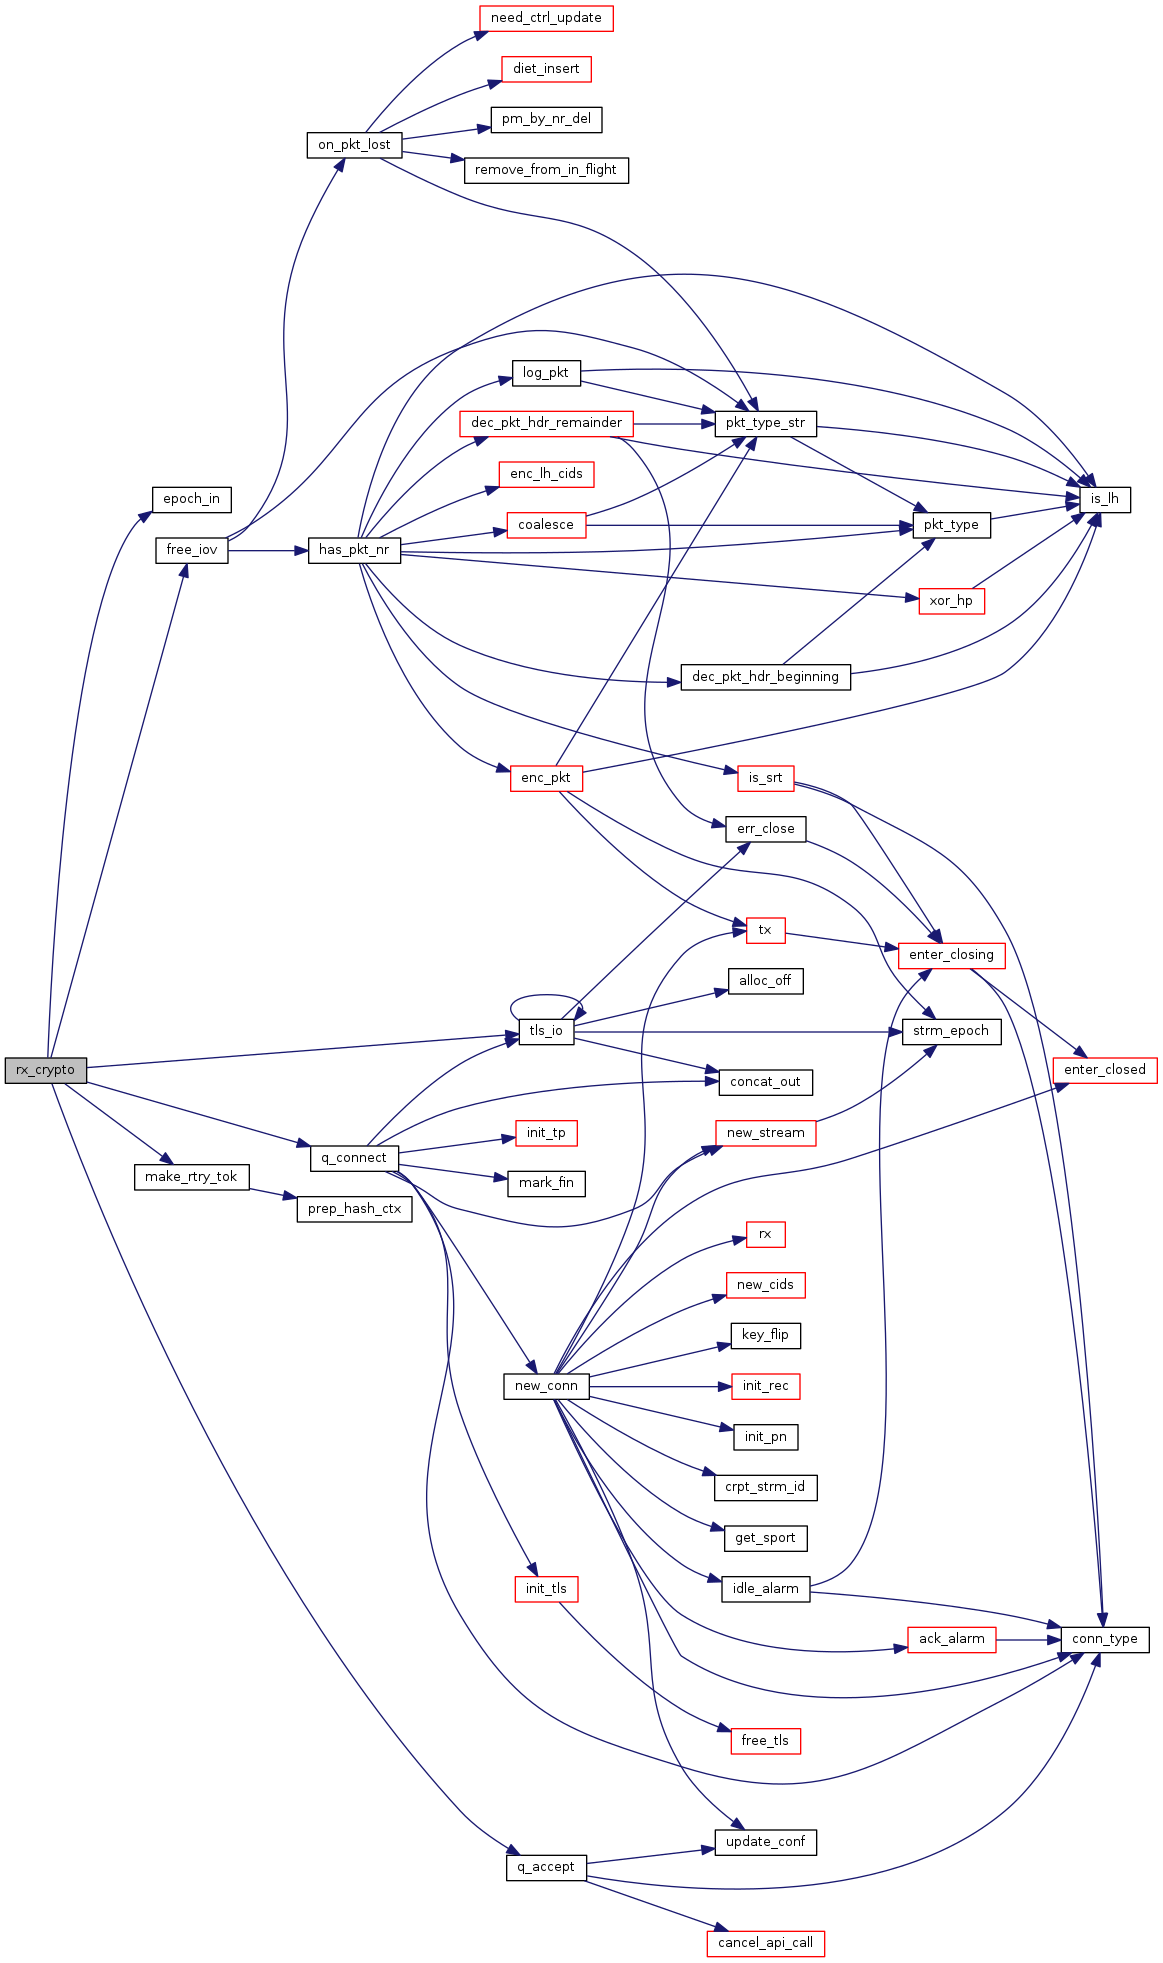 need_ctrl_update
diet_insert
pm_by_nr_del
on_pkt_lost
remove_from_in_flight
log_pkt
dec_pkt_hdr_remainder
pkt_type_str
enc_lh_cids
epoch_in
is_lh
coalesce
pkt_type
free_iov
has_pkt_nr
xor_hp
dec_pkt_hdr_beginning
enc_pkt
is_srt
err_close
tx
enter_closing
alloc_off
tls_io
strm_epoch
rx_crypto
enter_closed
concat_out
init_tp
new_stream
q_connect
make_rtry_tok
mark_fin
prep_hash_ctx
rx
new_cids
key_flip
new_conn
init_rec
init_pn
crpt_strm_id
get_sport
init_tls
idle_alarm
ack_alarm
conn_type
free_tls
update_conf
q_accept
cancel_api_call